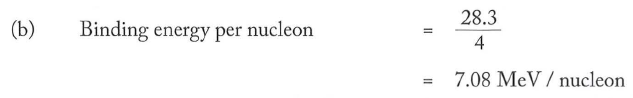 (b) Binding energy per nucleon = 28.3
4
= 7.08 MeV / nucleon